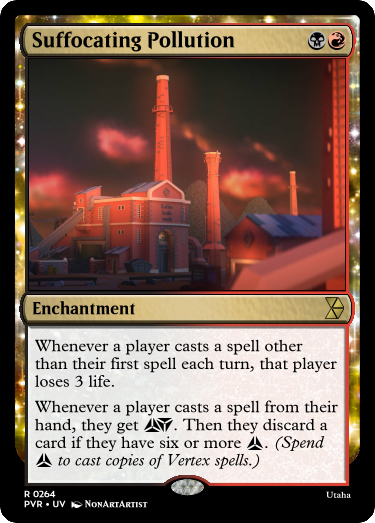 Suffocating Pollution
Enchantment
Whenever a player casts a spell other
than their first spell each turn, that player
loses 3 life.
Whenever a player casts a spell from their
hand, they get . Then they discard a
card if they have six or more . (Spend
to cast copies of Vertex spells.)
R 0264
PVR • UV NonArtArtist
Utaha